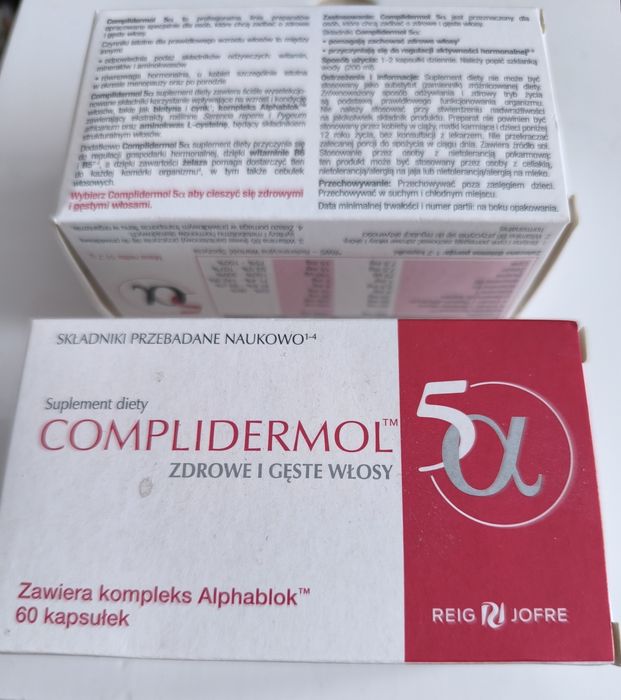 Complidermol 5α to profesjonalna linia preparatów
opracowana specjalnie dla osób, które chcą zadbać o zdrowe
i gęste włosy.
Czynniki istotne dla prawidłowego wzrostu włosów to między
innymi:
• odpowiednia podaż składników odżywczych: witamin,
minerałów i aminokwasów
• równowaga hormonalna, u kobiet szczególnie istotna
w okresie menopauzy oraz po porodzie.
Complidermol 5α suplement diety zawiera ściśle wyselekcjo-
nowane składniki korzystanie wpływające na wzrost i kondycję
włosów, takie jak biotyna i cynk, kompleks Alphablok™
zawierający ekstrakty roślinne Serenoa repens i Pygeum
africanum oraz aminokwas L-cystełnę, będący składnikiem
strukturalnym włosów.
Dodatkowo Complidermol 5α suplement diety przyczynia się
do regulacji gospodarki hormonalnej, dzięki witaminie B6
i B5, a dzięki zawartości żelaza pomaga dostarczyć tlen
do każdej komórki organizmu, w tym także cebulek
włosowych.
Wybierz Complidermol 5α aby cieszyć się zdrowymi
i gęstymi włosami.
Zastosowanie: Complidermol 5α jest przeznaczony dla
osób, które chcą zadbać o zdrowe i gęste włosy.
Składniki Complidermol 5α:
• pomagają zachować zdrowe włosy
• przyczyniają się do regulacji aktywności hormonalnej
Sposób użycia: 1-2 kapsułki dziennie. Należy popić szklanką
wody (200 ml).
Ostrzeżenia i informacje: Suplement diety nie może być
stosowany jako substytut (zamiennik) różnicowanej diety.
Zrównoważony sposób odżywiania i zdrowy tryb życia
są podstawą prawidłowego funkcjonowania organizmu.
Nie należy stosować przy stwierdzeniu nadwrażliwości
na jakikolwiek składnik produktu. Preparat nie powinien być
stosowany przez kobiety w ciąży, matki karmiące i dzieci poniżej
12 roku życia, bez konsultacji z lekarzem. Nie przekraczać
zalecanej porcji do spożycia w ciągu dnia. Zawiera źródło soi.
Stosowanie przez osoby z nietolerancją pokarmową:
ten produkt może być stosowany przez osoby z celiakią,
nietolerancją/alergią na jaja lub nietolerancją/alergią na mleko.
Przechowywanie: Przechowywać poza zasięgiem dzieci.
Przechowywać w suchym i chłodnym miejscu.
Data minimalnej trwałości i numer partii: na boku opakowania.
SKŁADNIKI PRZEBADANE NAUKOWO¹⁻⁴
Suplement diety
COMPLIDERMOL™
ZDROWE I GĘSTE WŁOSY
5α
Zawiera kompleks Alphablok™
60 kapsułek
REIG JOFRE